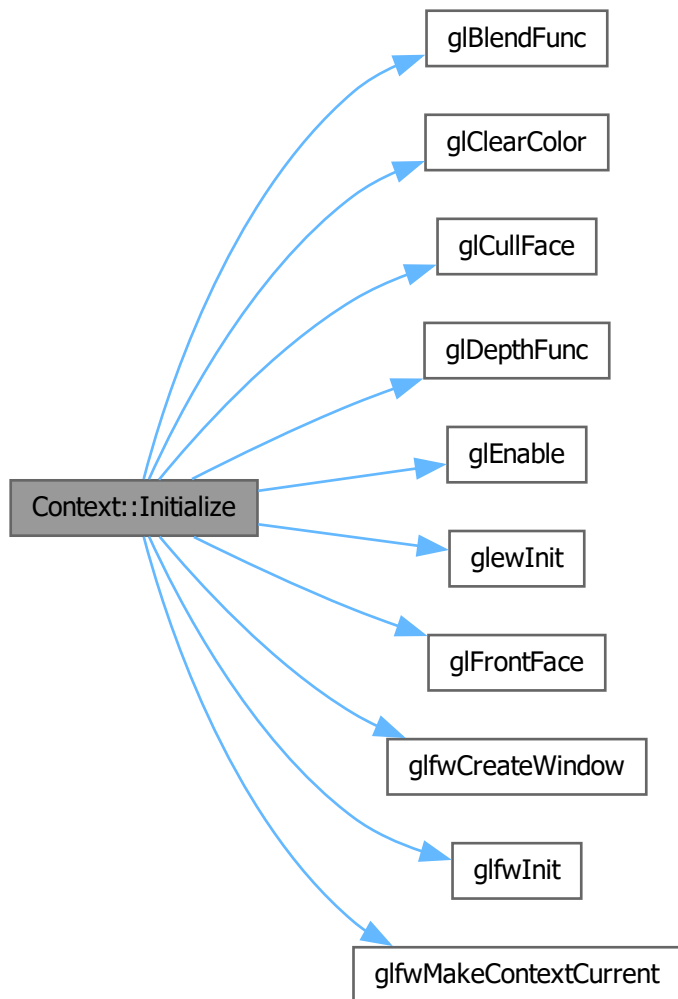 glBlendFunc
glClearColor
glCullFace
glDepthFunc
glEnable
Context::Initialize
glewInit
glFrontFace
glfwCreateWindow
glfwInit
glfwMakeContextCurrent